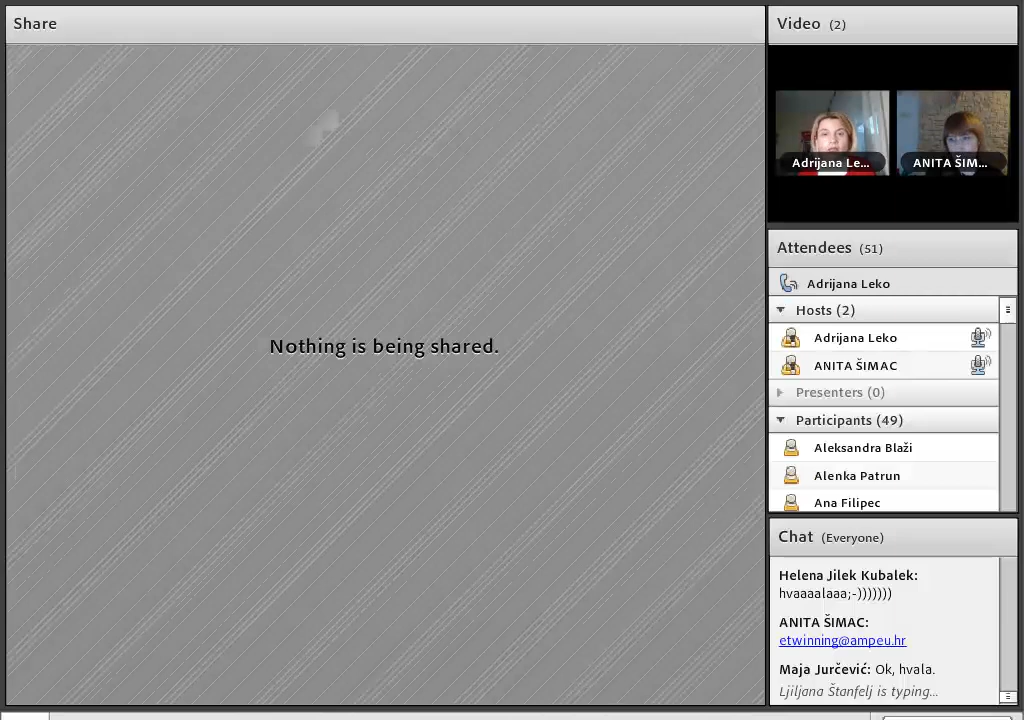 Share
Nothing is being shared.
Video (2)
Adrijana Le...
ANITA ŠIM...
Attendees (51)
Adrijana Leko
Hosts (2)
Adrijana Leko
ANITA ŠIMAC
Presenters (0)
Participants (49)
Aleksandra Blaži
Alenka Patrun
Ana Filipec
Chat (Everyone)
Helena Jilek Kubalek:
hvaaaalaaa;-)))))))
ANITA ŠIMAC:
etwinning@ampeu.hr
Maja Jurčević: Ok, hvala.
Ljiljana Štanfelj is typing...